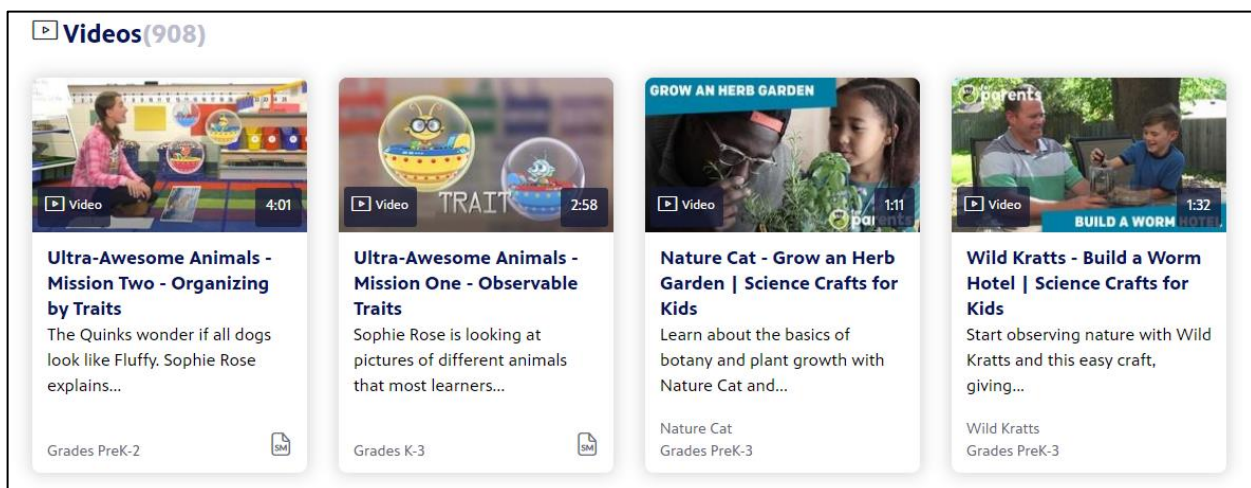 Videos(908)
Video
4:01
Ultra-Awesome Animals -
Mission Two - Organizing
by Traits
The Quinks wonder if all dogs
look like Fluffy. Sophie Rose
explains...
Grades PreK-2
SM
TRAIT
Video
2:58
Ultra-Awesome Animals -
Mission One - Observable
Traits
Sophie Rose is looking at
pictures of different animals
that most learners...
Grades K-3
SM
GROW AN HERB GARDEN
Video
parents
1:11
Nature Cat - Grow an Herb
Garden | Science Crafts for
Kids
Learn about the basics of
botany and plant growth with
Nature Cat and...
Nature Cat
Grades PreK-3
parents
Video
1:32
BUILD A WORM HOTEL
Wild Kratts - Build a Worm
Hotel | Science Crafts for
Kids
Start observing nature with Wild
Kratts and this easy craft,
giving...
Wild Kratts
Grades PreK-3